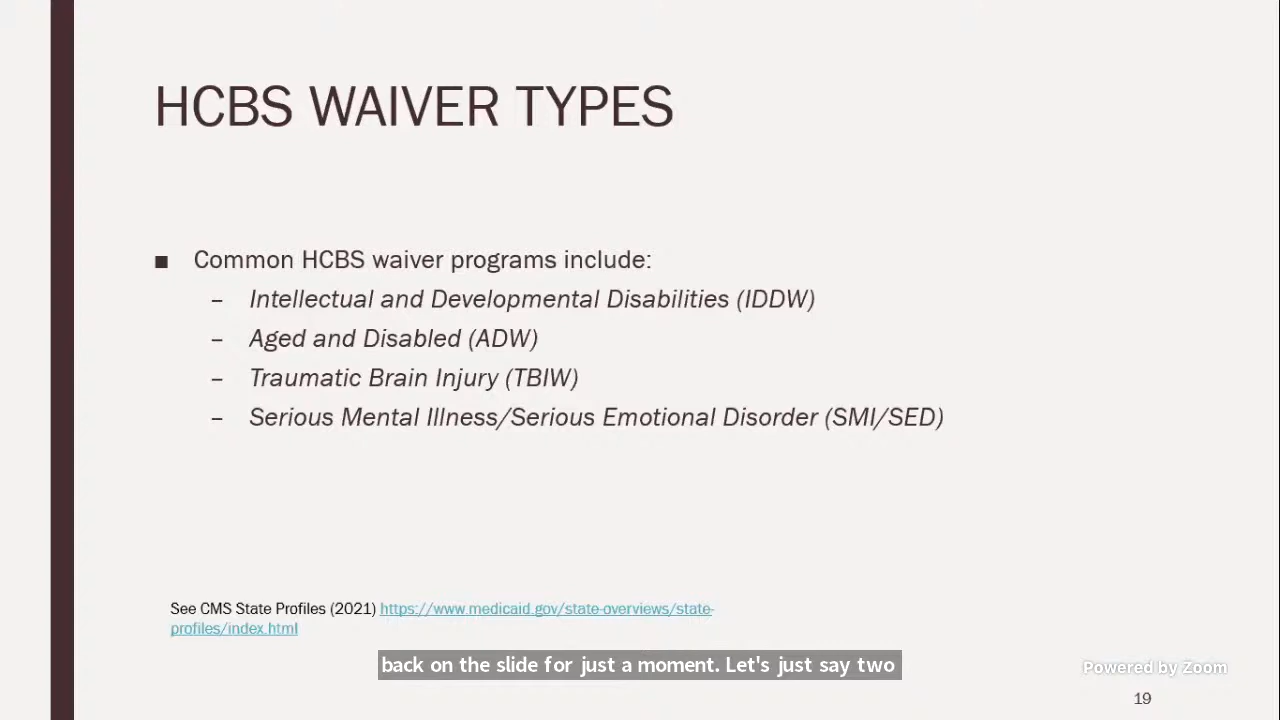 HCBS WAIVER TYPES
■ Common HCBS waiver programs include:
– Intellectual and Developmental Disabilities (IDDW)
– Aged and Disabled (ADW)
– Traumatic Brain Injury (TBIW)
– Serious Mental Illness/Serious Emotional Disorder (SMI/SED)
See CMS State Profiles (2021) https://www.medicaid.gov/state-overviews/state-
profiles/index.html
back on the slide for just a moment. Let's just say two
Powered by Zoom
19